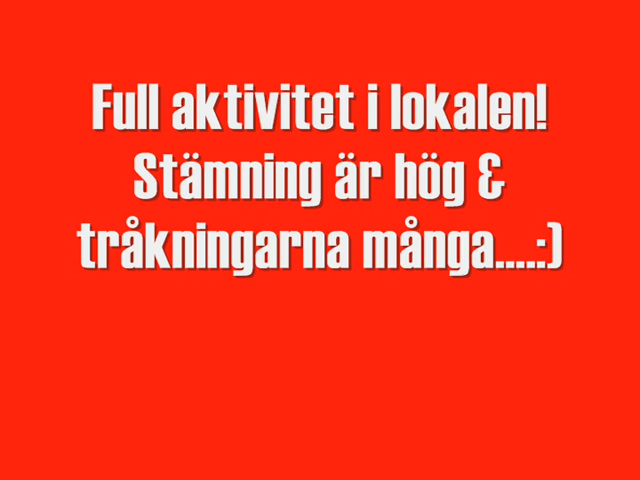 Full aktivitet i lokalen!
Stämning är hög &
tråkningarna många....:)